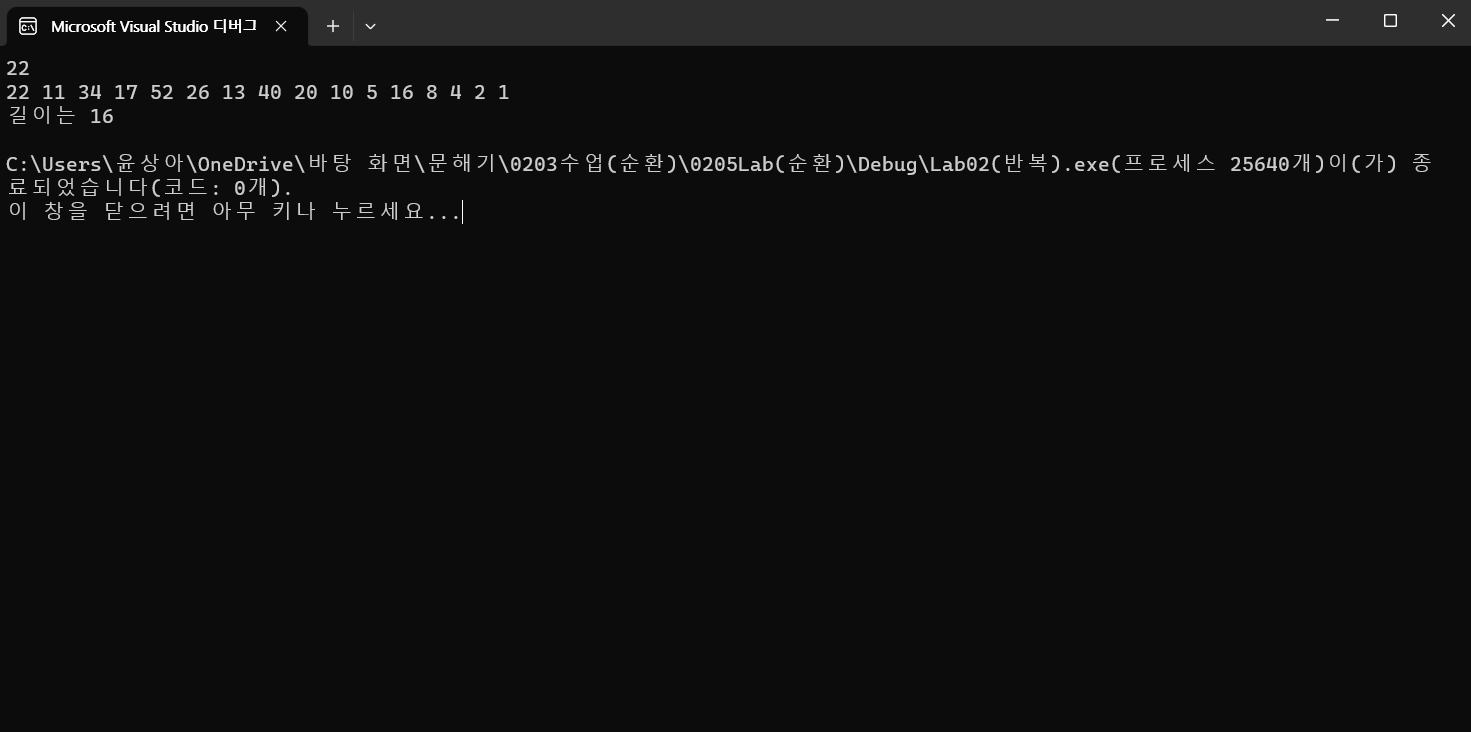 Microsoft Visual Studio 디버그
22
22 11 34 17 52 26 13 40 20 10 5 16 8 4 2 1
길이는 16
C:\Users\윤상아\OneDrive\바탕 화면\문해기\0203수업(순환)\0205Lab(순환)\Debug\Lab02(반복).exe(프로세스 25640개)이(가) 종
료되었습니다(코드: 0개).
이 창을 닫으려면 아무 키나 누르세요...